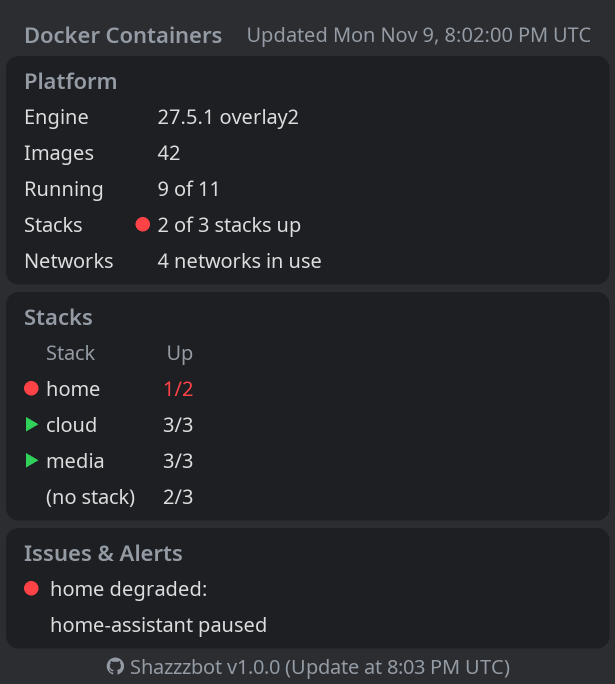 Docker Containers Updated Mon Nov 9, 8:02:00 PM UTC
Platform
Engine 27.5.1 overlay2
Images 42
Running 9 of 11
Stacks 2 of 3 stacks up
Networks 4 networks in use
Stacks
Stack Up
home 1/2
cloud 3/3
media 3/3
(no stack) 2/3
Issues & Alerts
home degraded:
home-assistant paused
Shazzzbot v1.0.0 (Update at 8:03 PM UTC)